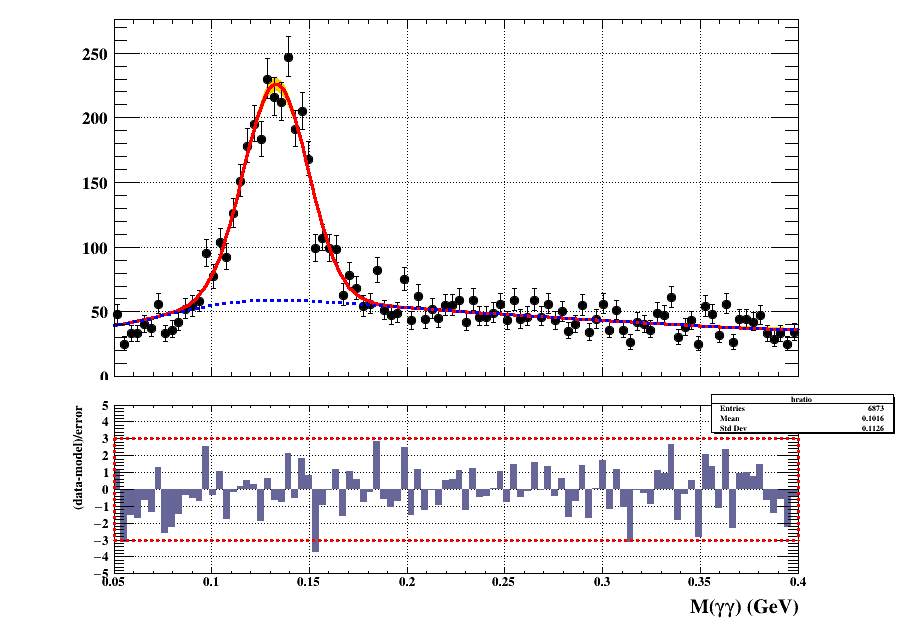 250
200
150
100
50
0
(data-model)/error
5
4
3
2
1
0
−1
−2
−3
−4
−5
hratio
Entries 6873
Mean 0.1016
Std Dev 0.1126
0.05 0.1 0.15 0.2 0.25 0.3 0.35 0.4
M(γγ) (GeV)